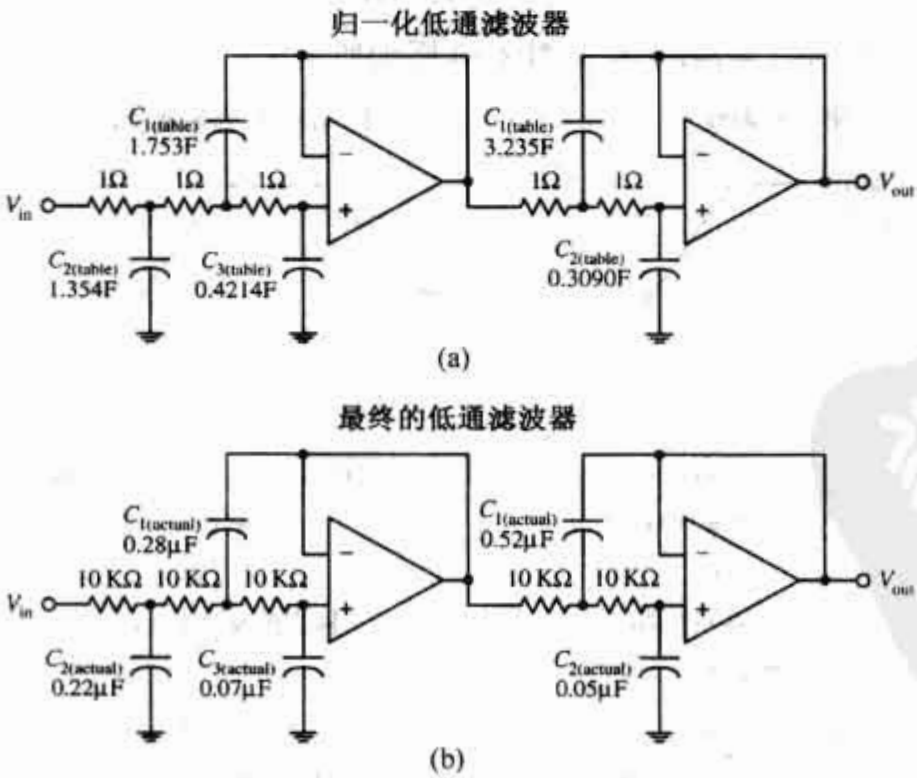 归一化低通滤波器
C1(table)
1.753F
C1(table)
3.235F
1Ω 1Ω 1Ω
1Ω 1Ω
Vin
Vout
C2(table)
1.354F
C3(table)
0.4214F
C2(table)
0.3090F
(a)
最终的低通滤波器
C1(actual)
0.28μF
C1(actual)
0.52μF
10 KΩ 10 KΩ 10 KΩ
10 KΩ 10 KΩ
Vin
Vout
C2(actual)
0.22μF
C3(actual)
0.07μF
C2(actual)
0.05μF
(b)